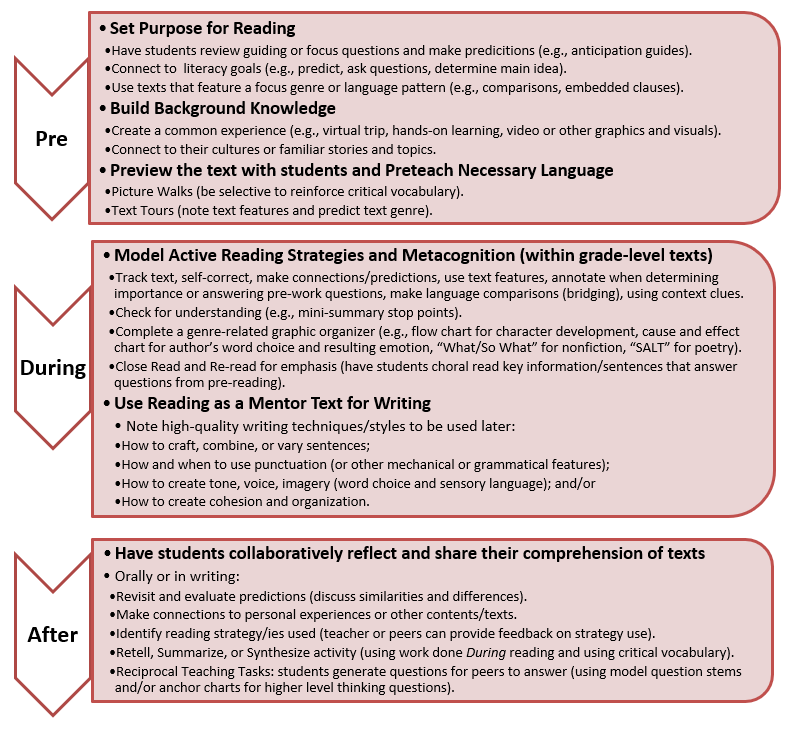 Pre
• Set Purpose for Reading
•Have students review guiding or focus questions and make predicitions (e.g., anticipation guides).
•Connect to literacy goals (e.g., predict, ask questions, determine main idea).
•Use texts that feature a focus genre or language pattern (e.g., comparisons, embedded clauses).
• Build Background Knowledge
•Create a common experience (e.g., virtual trip, hands-on learning, video or other graphics and visuals).
•Connect to their cultures or familiar stories and topics.
• Preview the text with students and Preteach Necessary Language
•Picture Walks (be selective to reinforce critical vocabulary).
•Text Tours (note text features and predict text genre).
During
• Model Active Reading Strategies and Metacognition (within grade-level texts)
•Track text, self-correct, make connections/predictions, use text features, annotate when determining
importance or answering pre-work questions, make language comparisons (bridging), using context clues.
•Check for understanding (e.g., mini-summary stop points).
•Complete a genre-related graphic organizer (e.g., flow chart for character development, cause and effect
chart for author’s word choice and resulting emotion, “What/So What” for nonfiction, “SALT” for poetry).
•Close Read and Re-read for emphasis (have students choral read key information/sentences that answer
questions from pre-reading).
• Use Reading as a Mentor Text for Writing
• Note high-quality writing techniques/styles to be used later:
•How to craft, combine, or vary sentences;
•How and when to use punctuation (or other mechanical or grammatical features);
•How to create tone, voice, imagery (word choice and sensory language); and/or
•How to create cohesion and organization.
After
• Have students collaboratively reflect and share their comprehension of texts
• Orally or in writing:
•Revisit and evaluate predictions (discuss similarities and differences).
•Make connections to personal experiences or other contents/texts.
•Identify reading strategy/ies used (teacher or peers can provide feedback on strategy use).
•Retell, Summarize, or Synthesize activity (using work done During reading and using critical vocabulary).
•Reciprocal Teaching Tasks: students generate questions for peers to answer (using model question stems
and/or anchor charts for higher level thinking questions).